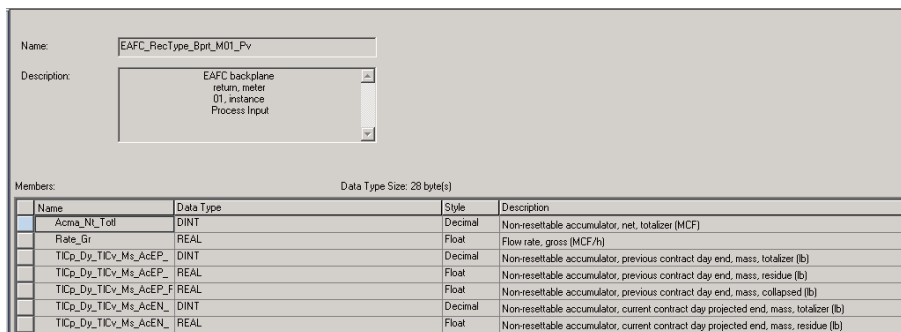 Name: EAFC_RecType_Bprt_M01_Pv
Description: EAFC backplane
return, meter
01, instance
Process Input
Members: Data Type Size: 28 byte(s)
Name Data Type Style Description
Acma_Nt_Totl DINT Decimal Non-resettable accumulator, net, totalizer (MCF)
Rate_Gr REAL Float Flow rate, gross (MCF/h)
TICp_Dy_TICv_Ms_AcEP_ DINT Decimal Non-resettable accumulator, previous contract day end, mass, totalizer (lb)
TICp_Dy_TICv_Ms_AcEP_ REAL Float Non-resettable accumulator, previous contract day end, mass, residue (lb)
TICp_Dy_TICv_Ms_AcEP_F REAL Float Non-resettable accumulator, previous contract day end, mass, collapsed (lb)
TICp_Dy_TICv_Ms_AcEN_ DINT Decimal Non-resettable accumulator, current contract day projected end, mass, totalizer (lb)
TICp_Dy_TICv_Ms_AcEN_ REAL Float Non-resettable accumulator, current contract day projected end, mass, residue (lb)